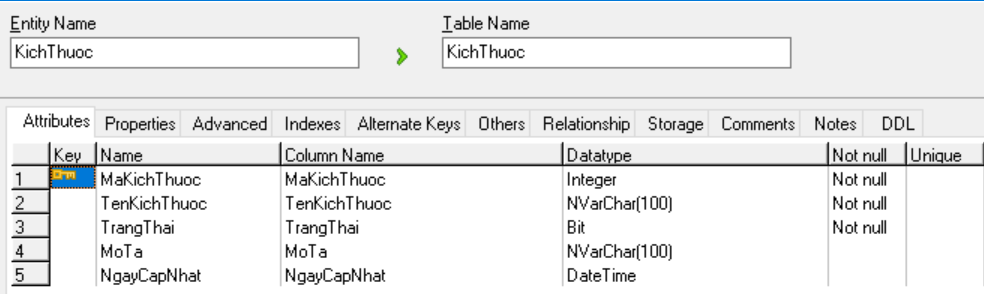 Entity Name Table Name
KichThuoc KichThuoc
Attributes Properties Advanced Indexes Alternate Keys Others Relationship Storage Comments Notes DDL
Key Name Column Name Datatype Not null Unique
1 MaKichThuoc MaKichThuoc Integer Not null
2 TenKichThuoc TenKichThuoc NVarChar(100) Not null
3 TrangThai TrangThai Bit Not null
4 MoTa MoTa NVarChar(100)
5 NgayCapNhat NgayCapNhat DateTime